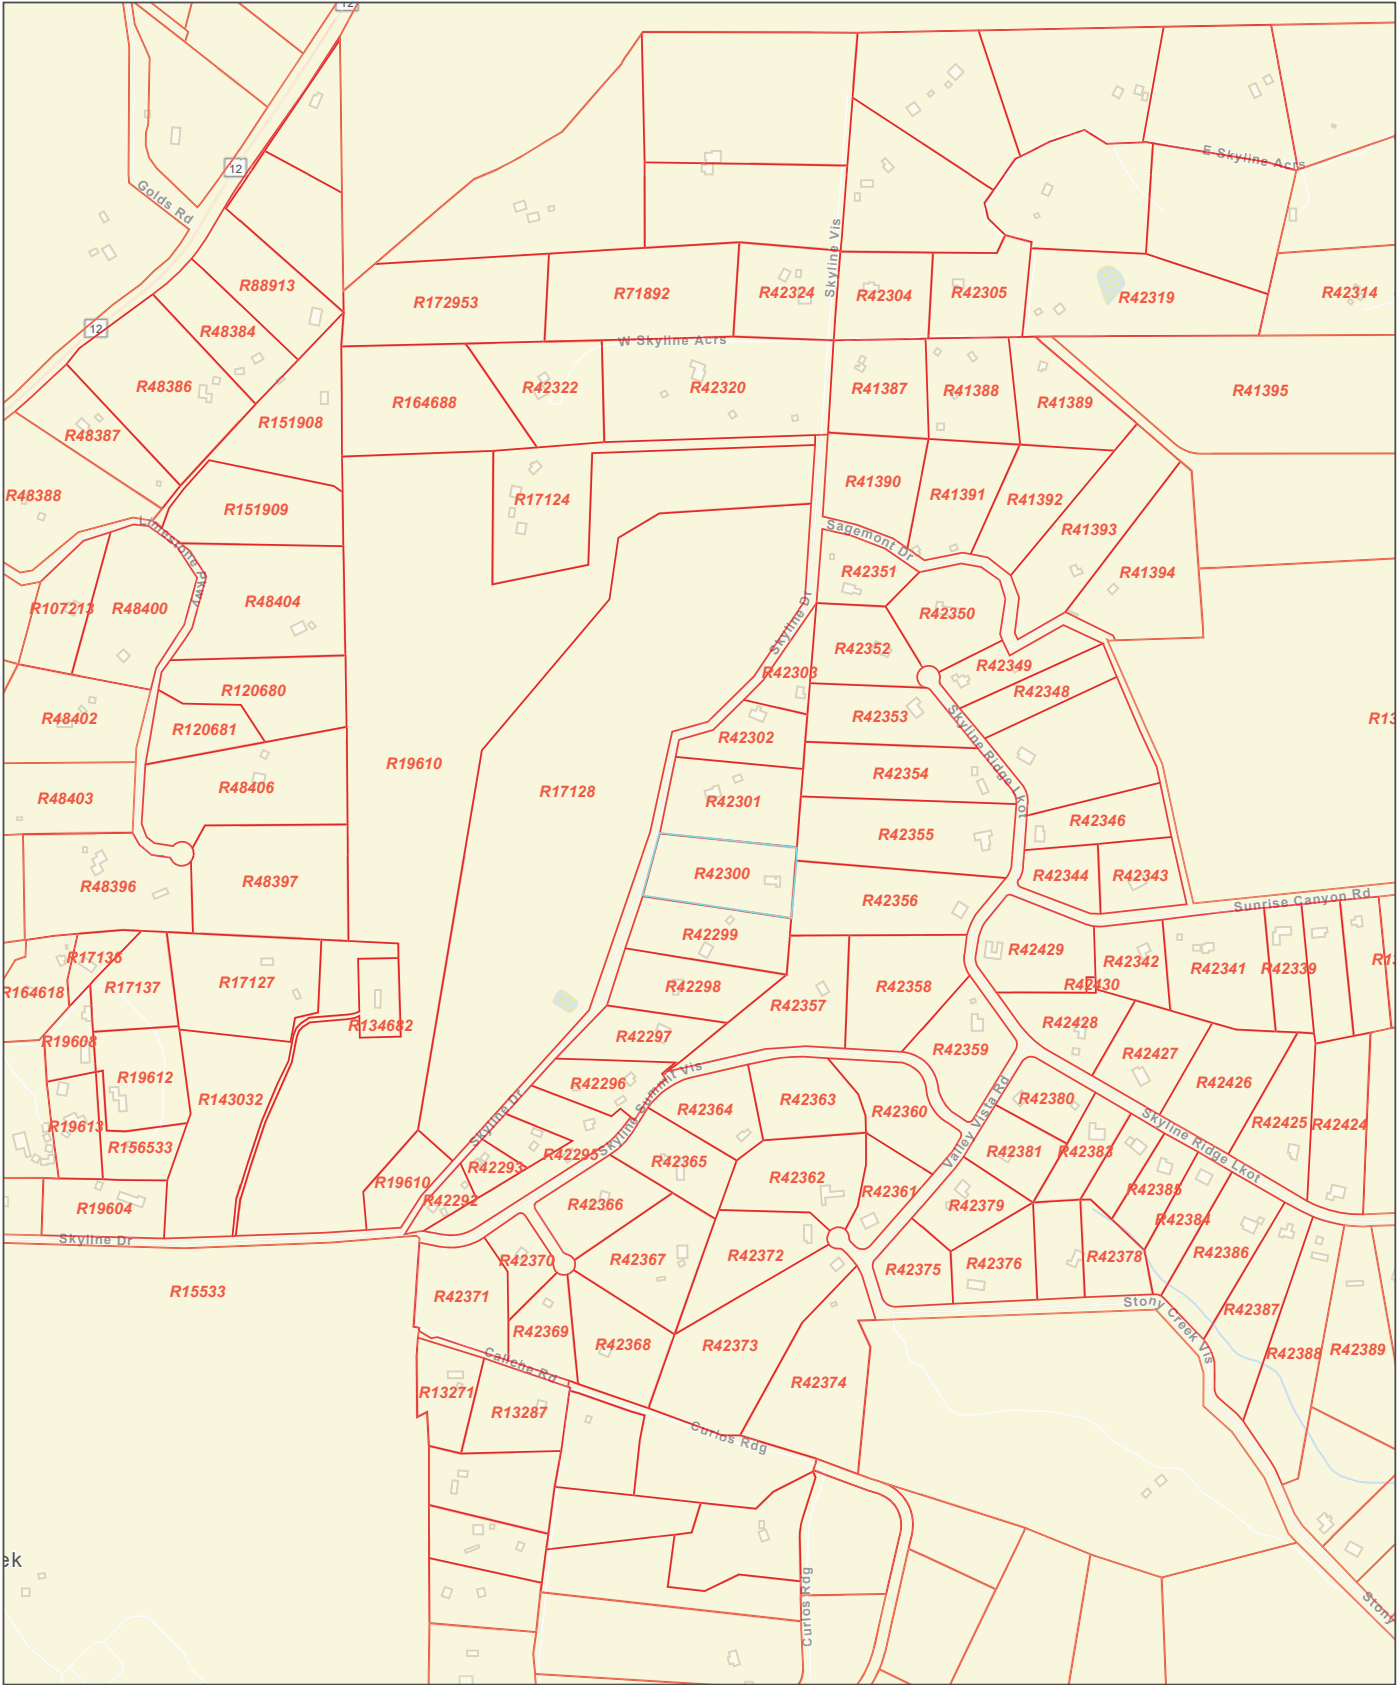 12
12
Golds Rd
E Skyline Acrs
Skyline Vis
R88913
R172953
R71892
R42324
R42304
R42305
R42319
R42314
12
R48384
W Skyline Acrs
R48386
R164688
R42322
R42320
R41387
R41388
R41389
R41395
R48387
R151908
R48388
R151909
R17124
R41390
R41391
R41392
R41393
Limestone Pkwy
Sagemont Dr
R41394
R42351
R107213
R48400
R48404
R42350
Skyline Dr
R42352
R42303
R42349
R42348
R120680
R48402
R120681
R42353
Skyline Ridge Lkot
R42302
R19610
R17128
R42354
R48403
R48406
R42301
R42346
R42355
R48396
R48397
R42300
R42344
R42343
R42356
Sunrise Canyon Rd
R42299
R42429
R42342
R42341
R42339
R17136
R164618
R17137
R17127
R42298
R42357
R42358
R42430
R134682
R42428
R19608
R42297
R42359
R42427
R19612
R42296
Skyline Summit Vis
R42426
R143032
R42364
R42363
R42360
R42380
Valley Vista Rd
R19613
R156533
Skyline Dr
R42295
R42365
R42381
R42383
Skyline Ridge Lkot
R42425
R42424
R42293
R19610
R42292
R42362
R42361
R42385
R19604
R42366
R42379
R42384
Skyline Dr
R42370
R42367
R42372
R42375
R42376
R42378
R42386
R15533
R42371
Stony Creek Vis
R42387
R42369
R42368
R42373
R42388
R42389
Caliche Rd
R42374
R13271
R13287
Curlos Rdg
ek
Curlos Rdg
Stony